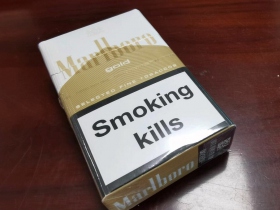 Marlboro
gold
SELECTED FINE TOBACCOS
Smoking
kills
Marlboro